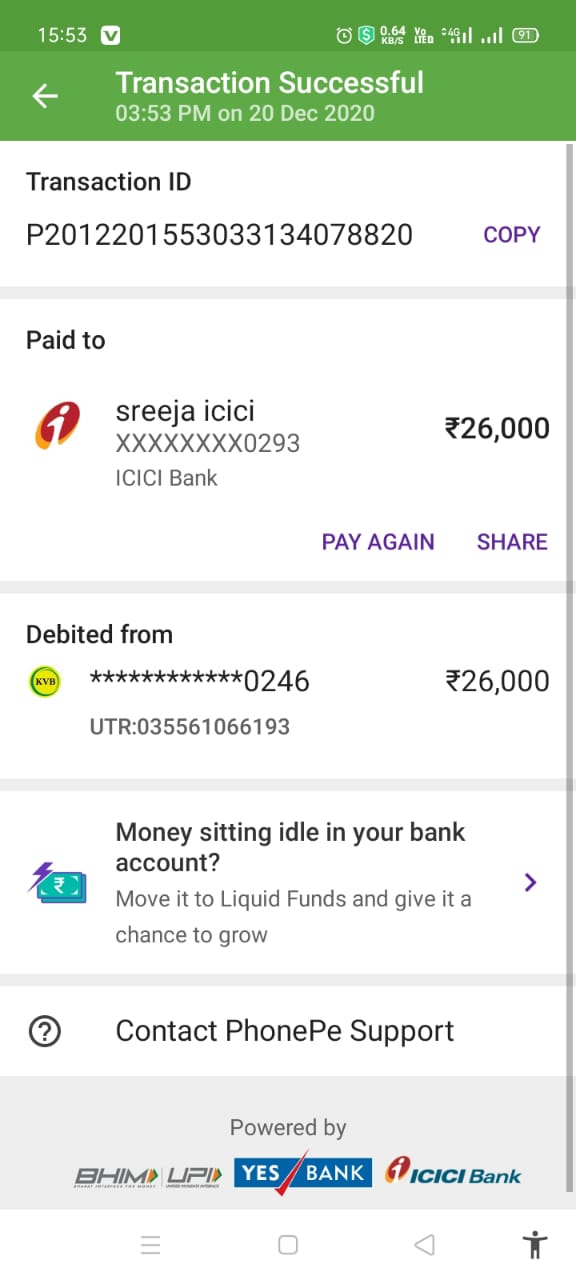 15:53
0.64 KB/S
Vo LTED
4G
91
Transaction Successful
03:53 PM on 20 Dec 2020
Transaction ID
P2012201553033134078820
COPY
Paid to
sreeja icici
XXXXXXXX0293
₹26,000
ICICI Bank
PAY AGAIN
SHARE
Debited from
KVB
************0246
₹26,000
UTR:035561066193
Money sitting idle in your bank
account?
₹
Move it to Liquid Funds and give it a
chance to grow
Contact PhonePe Support
Powered by
BHIM UPI YES BANK ICICI Bank